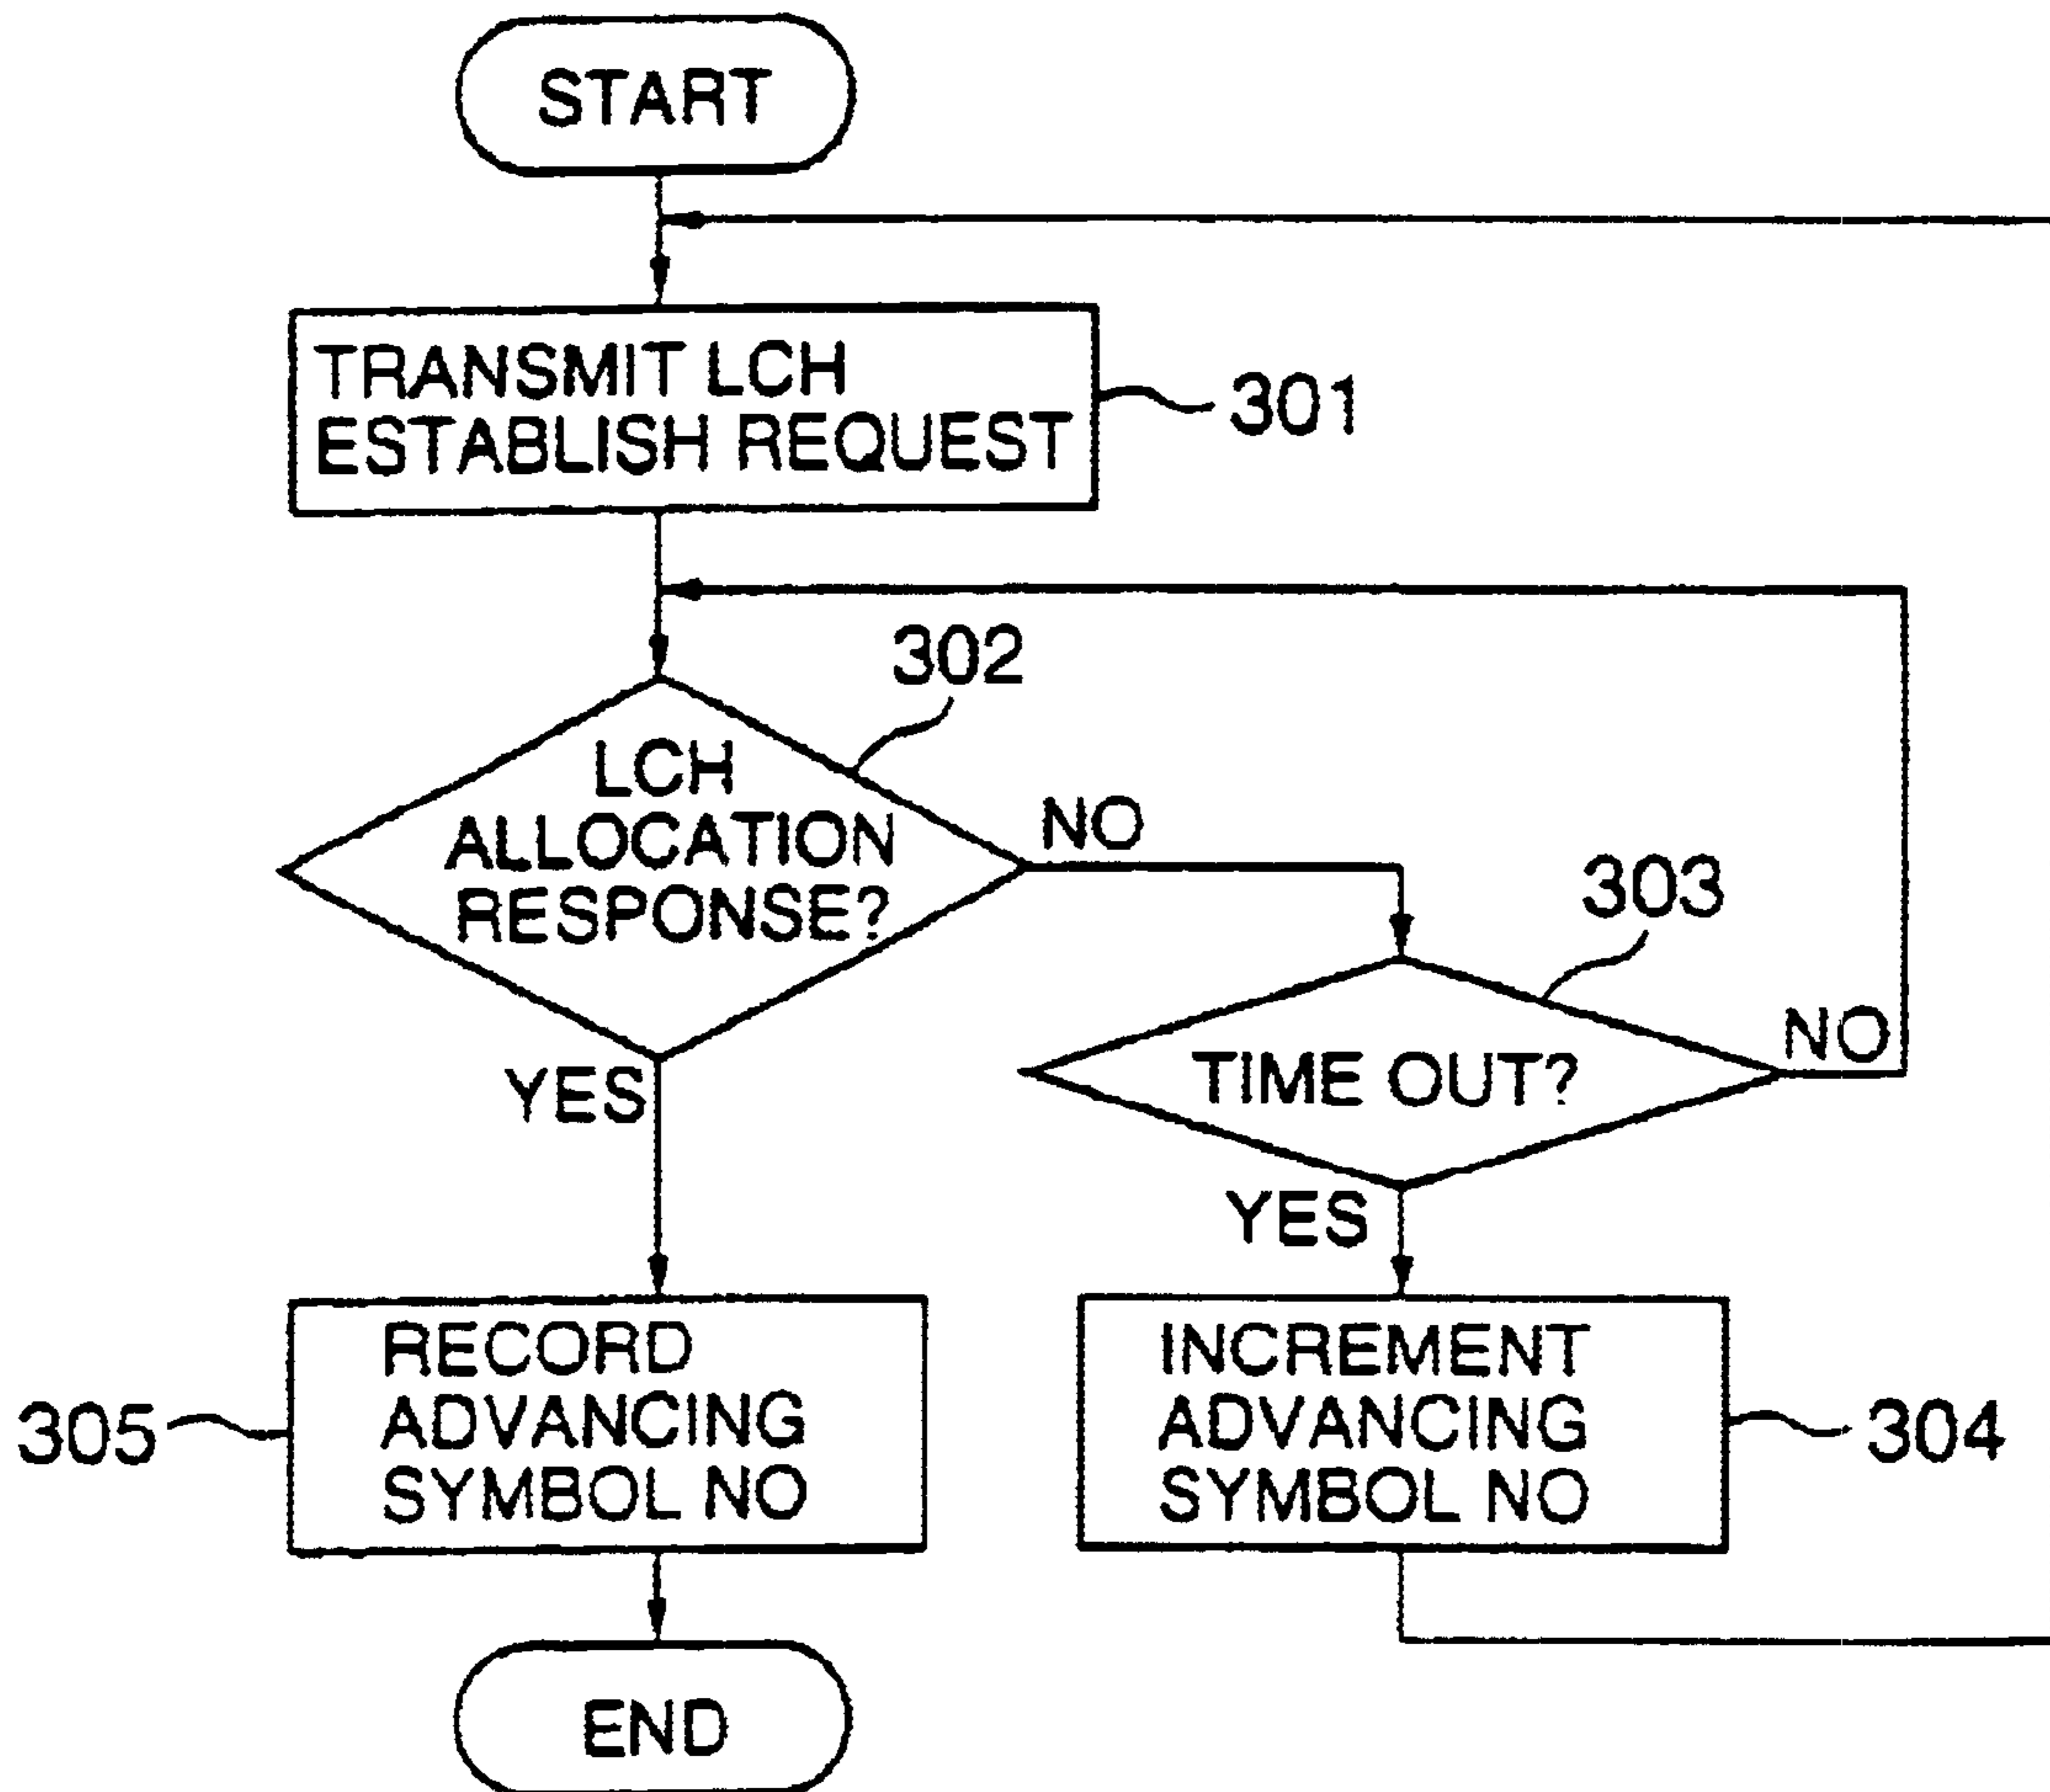 START
TRANSMIT LCH
ESTABLISH REQUEST
301
302
LCH
ALLOCATION
RESPONSE?
NO
303
TIME OUT?
NO
YES
YES
305
RECORD
ADVANCING
SYMBOL NO
INCREMENT
ADVANCING
SYMBOL NO
304
END